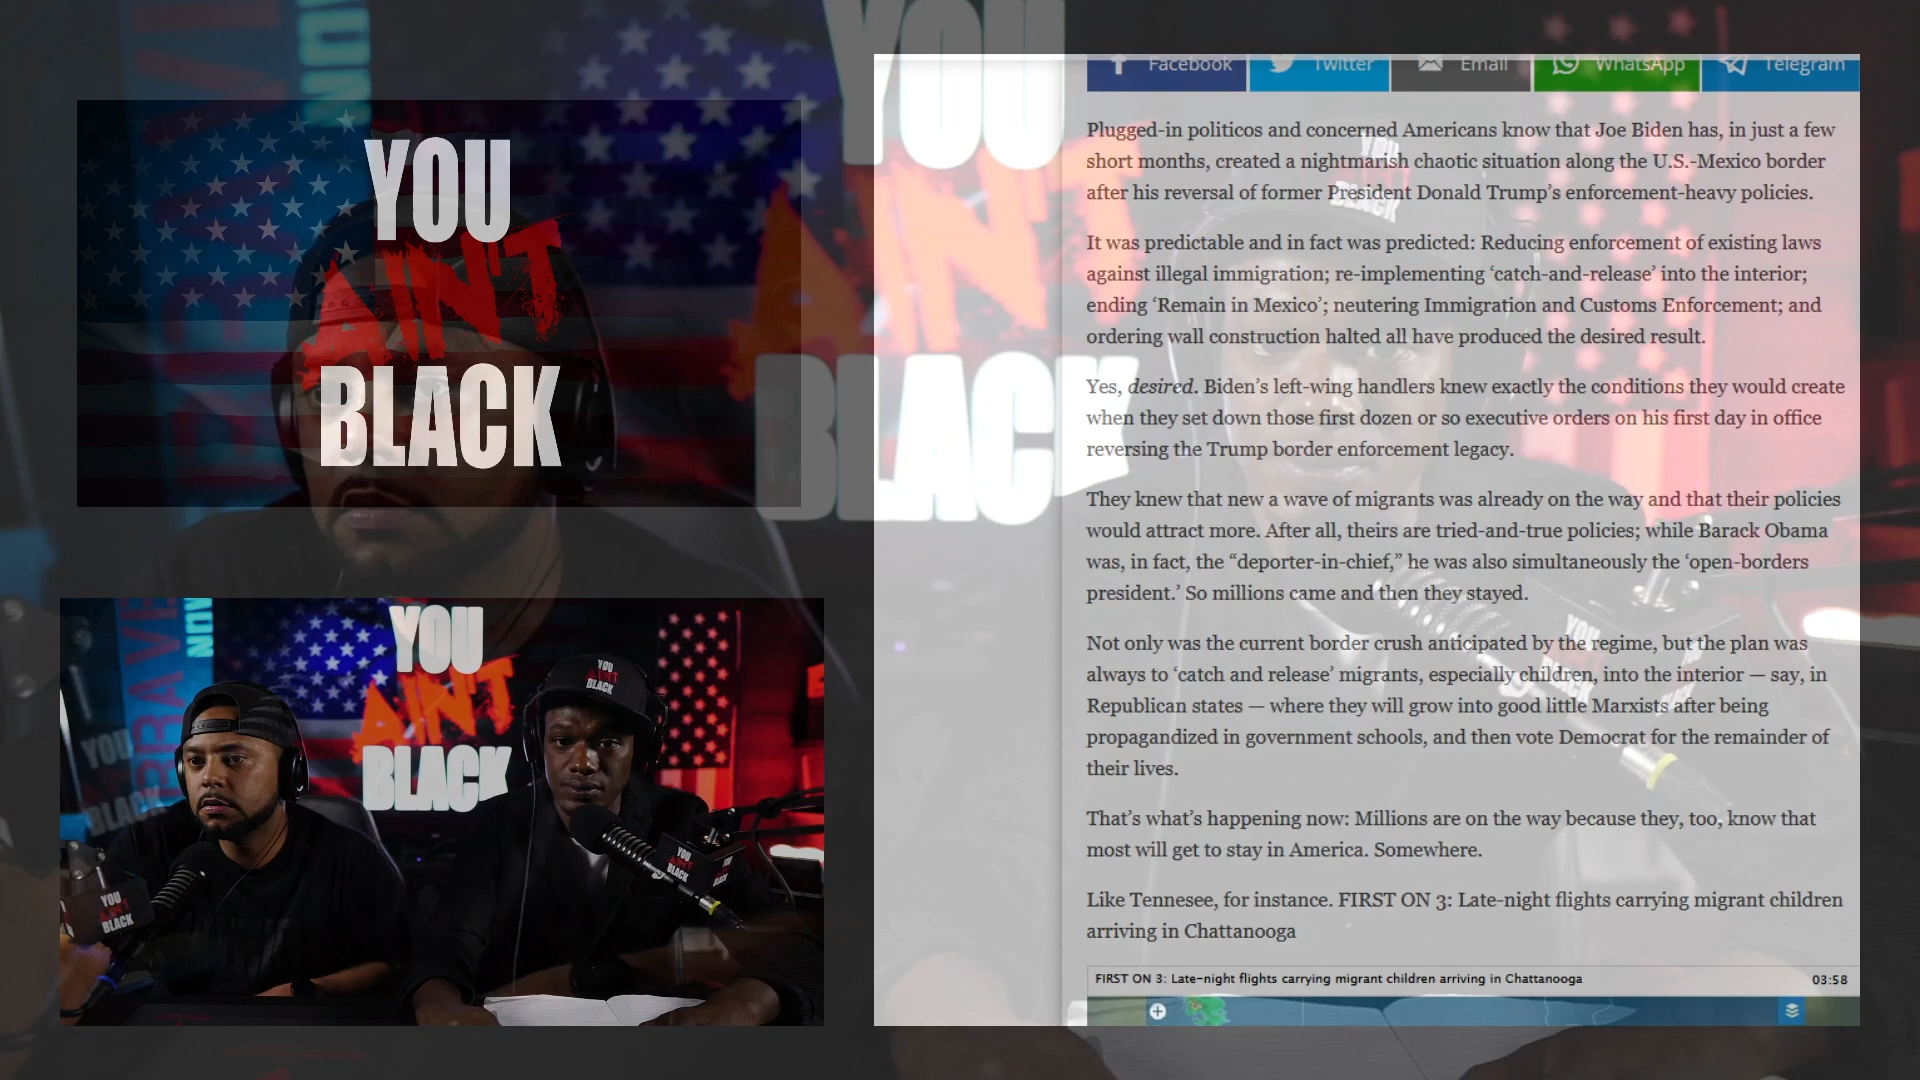 YOU
AIN'T
BLACK
YOU
AIN'T
BLACK
YOU
AIN'T
BLACK
YOU
AIN'T
BLACK
YOU
AIN'T
BLACK
YOU
AIN'T
BLACK
Facebook
Twitter
Email
WhatsApp
Telegram
Plugged-in politicos and concerned Americans know that Joe Biden has, in just a few
short months, created a nightmarish chaotic situation along the U.S.-Mexico border
after his reversal of former President Donald Trump’s enforcement-heavy policies.
It was predictable and in fact was predicted: Reducing enforcement of existing laws
against illegal immigration; re-implementing ‘catch-and-release’ into the interior;
ending ‘Remain in Mexico’; neutering Immigration and Customs Enforcement; and
ordering wall construction halted all have produced the desired result.
Yes, desired. Biden’s left-wing handlers knew exactly the conditions they would create
when they set down those first dozen or so executive orders on his first day in office
reversing the Trump border enforcement legacy.
They knew that new a wave of migrants was already on the way and that their policies
would attract more. After all, theirs are tried-and-true policies; while Barack Obama
was, in fact, the “deporter-in-chief,” he was also simultaneously the ‘open-borders
president.’ So millions came and then they stayed.
Not only was the current border crush anticipated by the regime, but the plan was
always to ‘catch and release’ migrants, especially children, into the interior — say, in
Republican states — where they will grow into good little Marxists after being
propagandized in government schools, and then vote Democrat for the remainder of
their lives.
That’s what’s happening now: Millions are on the way because they, too, know that
most will get to stay in America. Somewhere.
Like Tennesee, for instance. FIRST ON 3: Late-night flights carrying migrant children
arriving in Chattanooga
FIRST ON 3: Late-night flights carrying migrant children arriving in Chattanooga 03:58